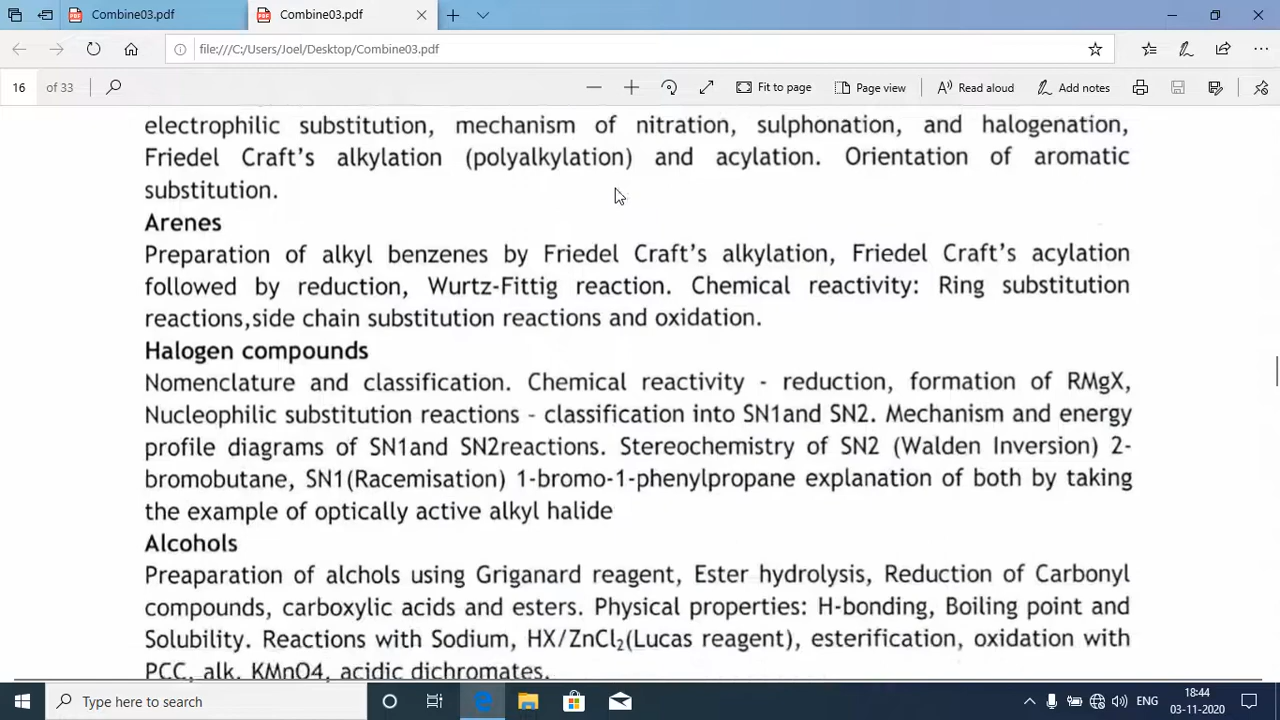 Combine03.pdf
Combine03.pdf
file:///C:/Users/Joel/Desktop/Combine03.pdf
16 of 33
Fit to page
Page view
Read aloud
Add notes
electrophilic substitution, mechanism of nitration, sulphonation, and halogenation,
Friedel Craft’s alkylation (polyalkylation) and acylation. Orientation of aromatic
substitution.
Arenes
Preparation of alkyl benzenes by Friedel Craft’s alkylation, Friedel Craft’s acylation
followed by reduction, Wurtz-Fittig reaction. Chemical reactivity: Ring substitution
reactions,side chain substitution reactions and oxidation.
Halogen compounds
Nomenclature and classification. Chemical reactivity - reduction, formation of RMgX,
Nucleophilic substitution reactions - classification into SN1and SN2. Mechanism and energy
profile diagrams of SN1and SN2reactions. Stereochemistry of SN2 (Walden Inversion) 2-
bromobutane, SN1(Racemisation) 1-bromo-1-phenylpropane explanation of both by taking
the example of optically active alkyl halide
Alcohols
Preaparation of alchols using Griganard reagent, Ester hydrolysis, Reduction of Carbonyl
compounds, carboxylic acids and esters. Physical properties: H-bonding, Boiling point and
Solubility. Reactions with Sodium, HX/ZnCl₂(Lucas reagent), esterification, oxidation with
PCC, alk. KMnO4, acidic dichromates.
Type here to search
ENG
18:44
03-11-2020